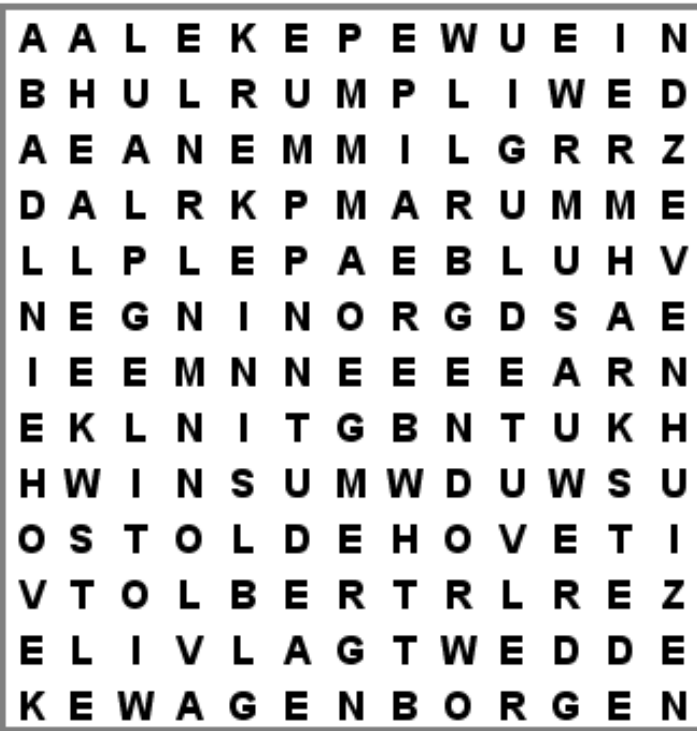 A A L E K E P E W U E I N
B H U L R U M P L I W E D
A E A N E M M I L G R R Z
D A L R K P M A R U M M E
L L P L E P A E B L U H V
N E G N I N O R G D S A E
I E E M N N E E E E A R N
E K L N I T G B N T U K H
H W I N S U M W D U W S U
O S T O L D E H O V E T I
V T O L B E R T R L R E Z
E L I V L A G T W E D D E
K E W A G E N B O R G E N